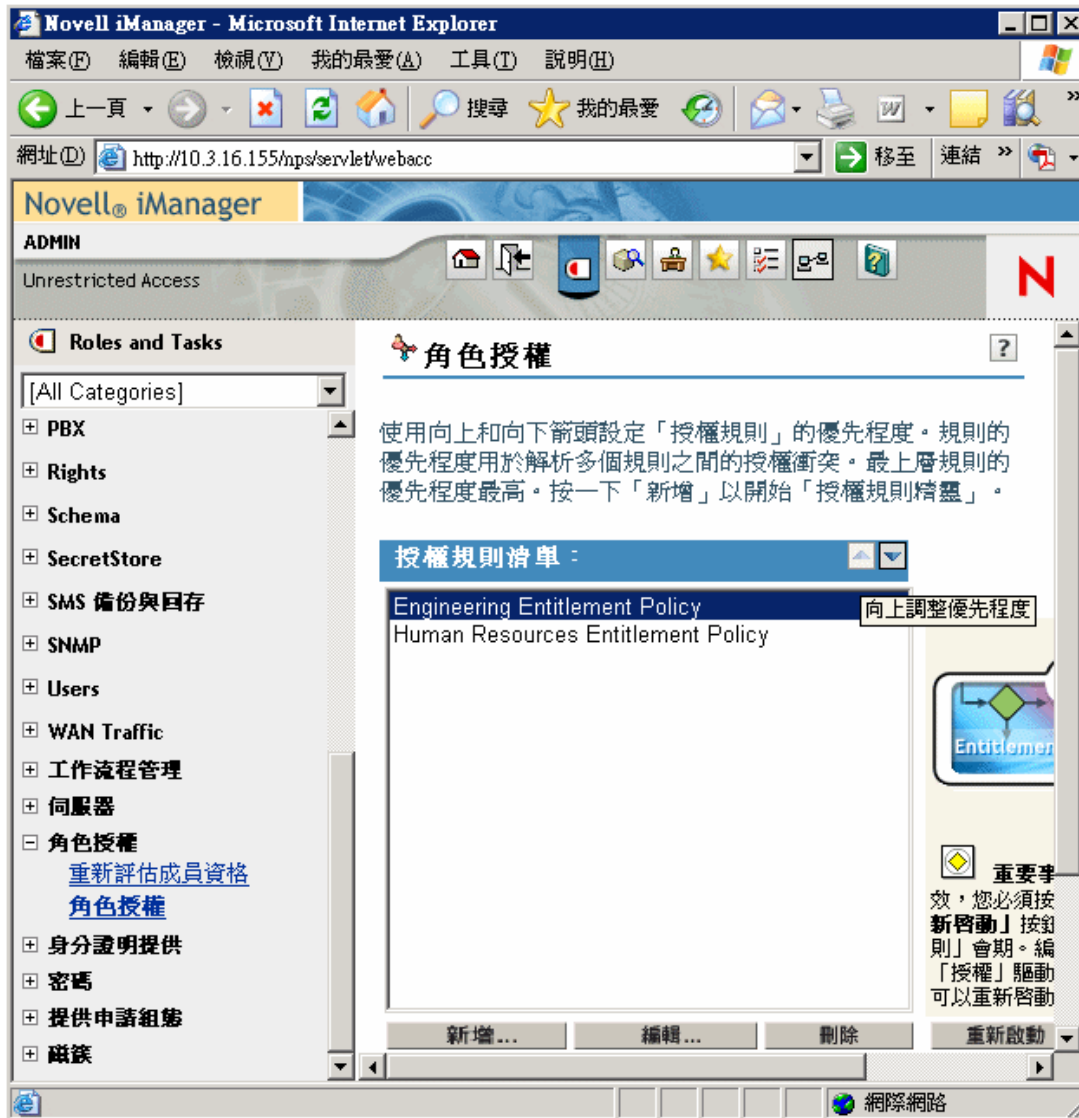 Novell iManager - Microsoft Internet Explorer
檔案(F) 編輯(E) 檢視(V) 我的最愛(A) 工具(T) 説明(H)
上一頁 搜尋 我的最愛 »
網址(D) http://10.3.16.155/nps/servlet/webacc 移至 連結 »
Novell® iManager
ADMIN
Unrestricted Access
N
Roles and Tasks
[All Categories]
PBX
Rights
Schema
SecretStore
SMS 備份與回存
SNMP
Users
WAN Traffic
工作流程管理
伺服器
角色授權
重新評估成員資格
角色授權
身分證明提供
密碼
提供申請組態
磁簇
角色授權
?
使用向上和向下箭頭設定「授權規則」的優先程度。規則的
優先程度用於解析多個規則之間的授權衝突。最上層規則的
優先程度最高。按一下「新增」以開始「授權規則精靈」。
授權規則清單：
Engineering Entitlement Policy
向上調整優先程度
Human Resources Entitlement Policy
Entitlemen
重要事
效，您必須按
新啓動」按鈕
則」會期。編
「授權」驅動
可以重新啓動
新增... 編輯... 刪除 重新啟動
網際網路